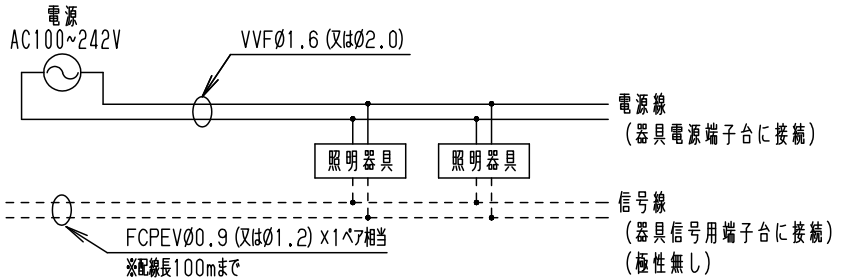 電源
AC100~242V
VVFØ1.6 (又はØ2.0)
電源線
(器具電源端子台に接続)
照明器具
照明器具
信号線
(器具信号用端子台に接続)
(極性無し)
FCPEVØ0.9 (又はØ1.2) ×1ペア相当
※配線長100mまで